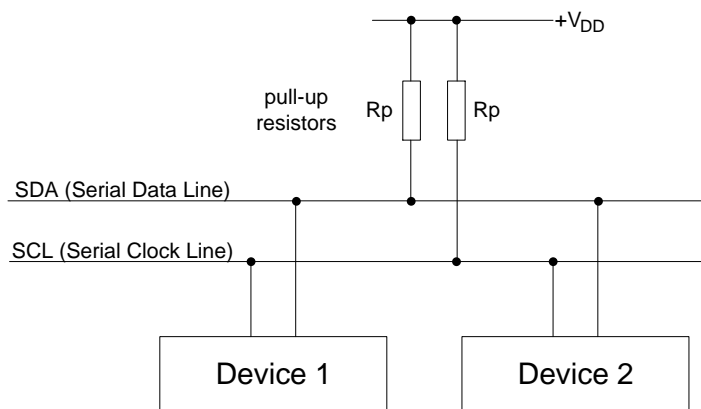 +VDD
pull-up
resistors
Rp
Rp
SDA (Serial Data Line)
SCL (Serial Clock Line)
Device 1
Device 2